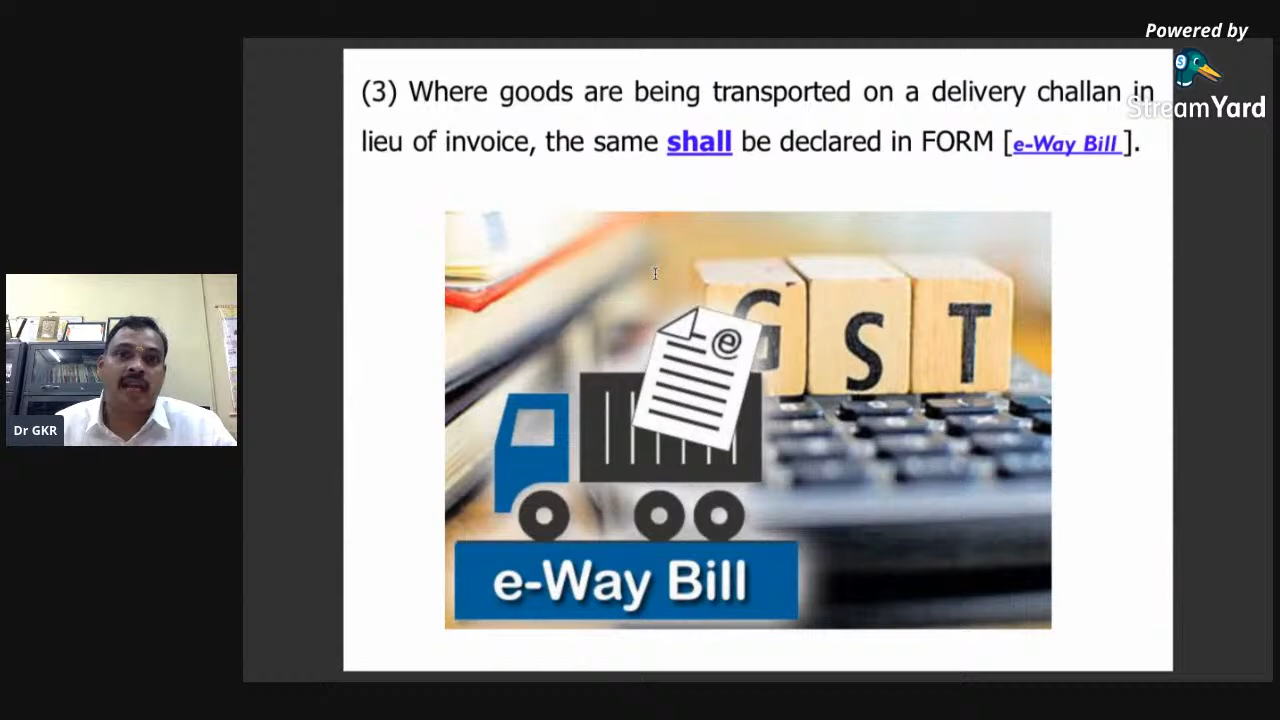 Powered by
StreamYard
(3) Where goods are being transported on a delivery challan in
lieu of invoice, the same shall be declared in FORM [e-Way Bill ].
G S T
e
e-Way Bill
Dr GKR